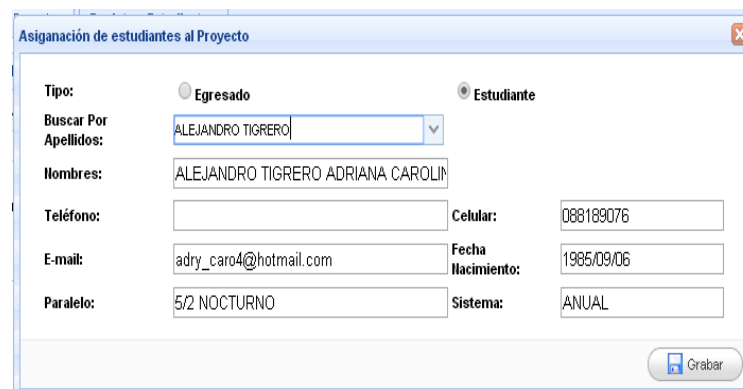 Asiganación de estudiantes al Proyecto
Tipo: Egresado Estudiante
Buscar Por
Apellidos: ALEJANDRO TIGRERO
Nombres: ALEJANDRO TIGRERO ADRIANA CAROLIN
Teléfono: Celular: 088189076
E-mail: adry_caro4@hotmail.com Fecha
Nacimiento: 1985/09/06
Paralelo: 5/2 NOCTURNO Sistema: ANUAL
Grabar